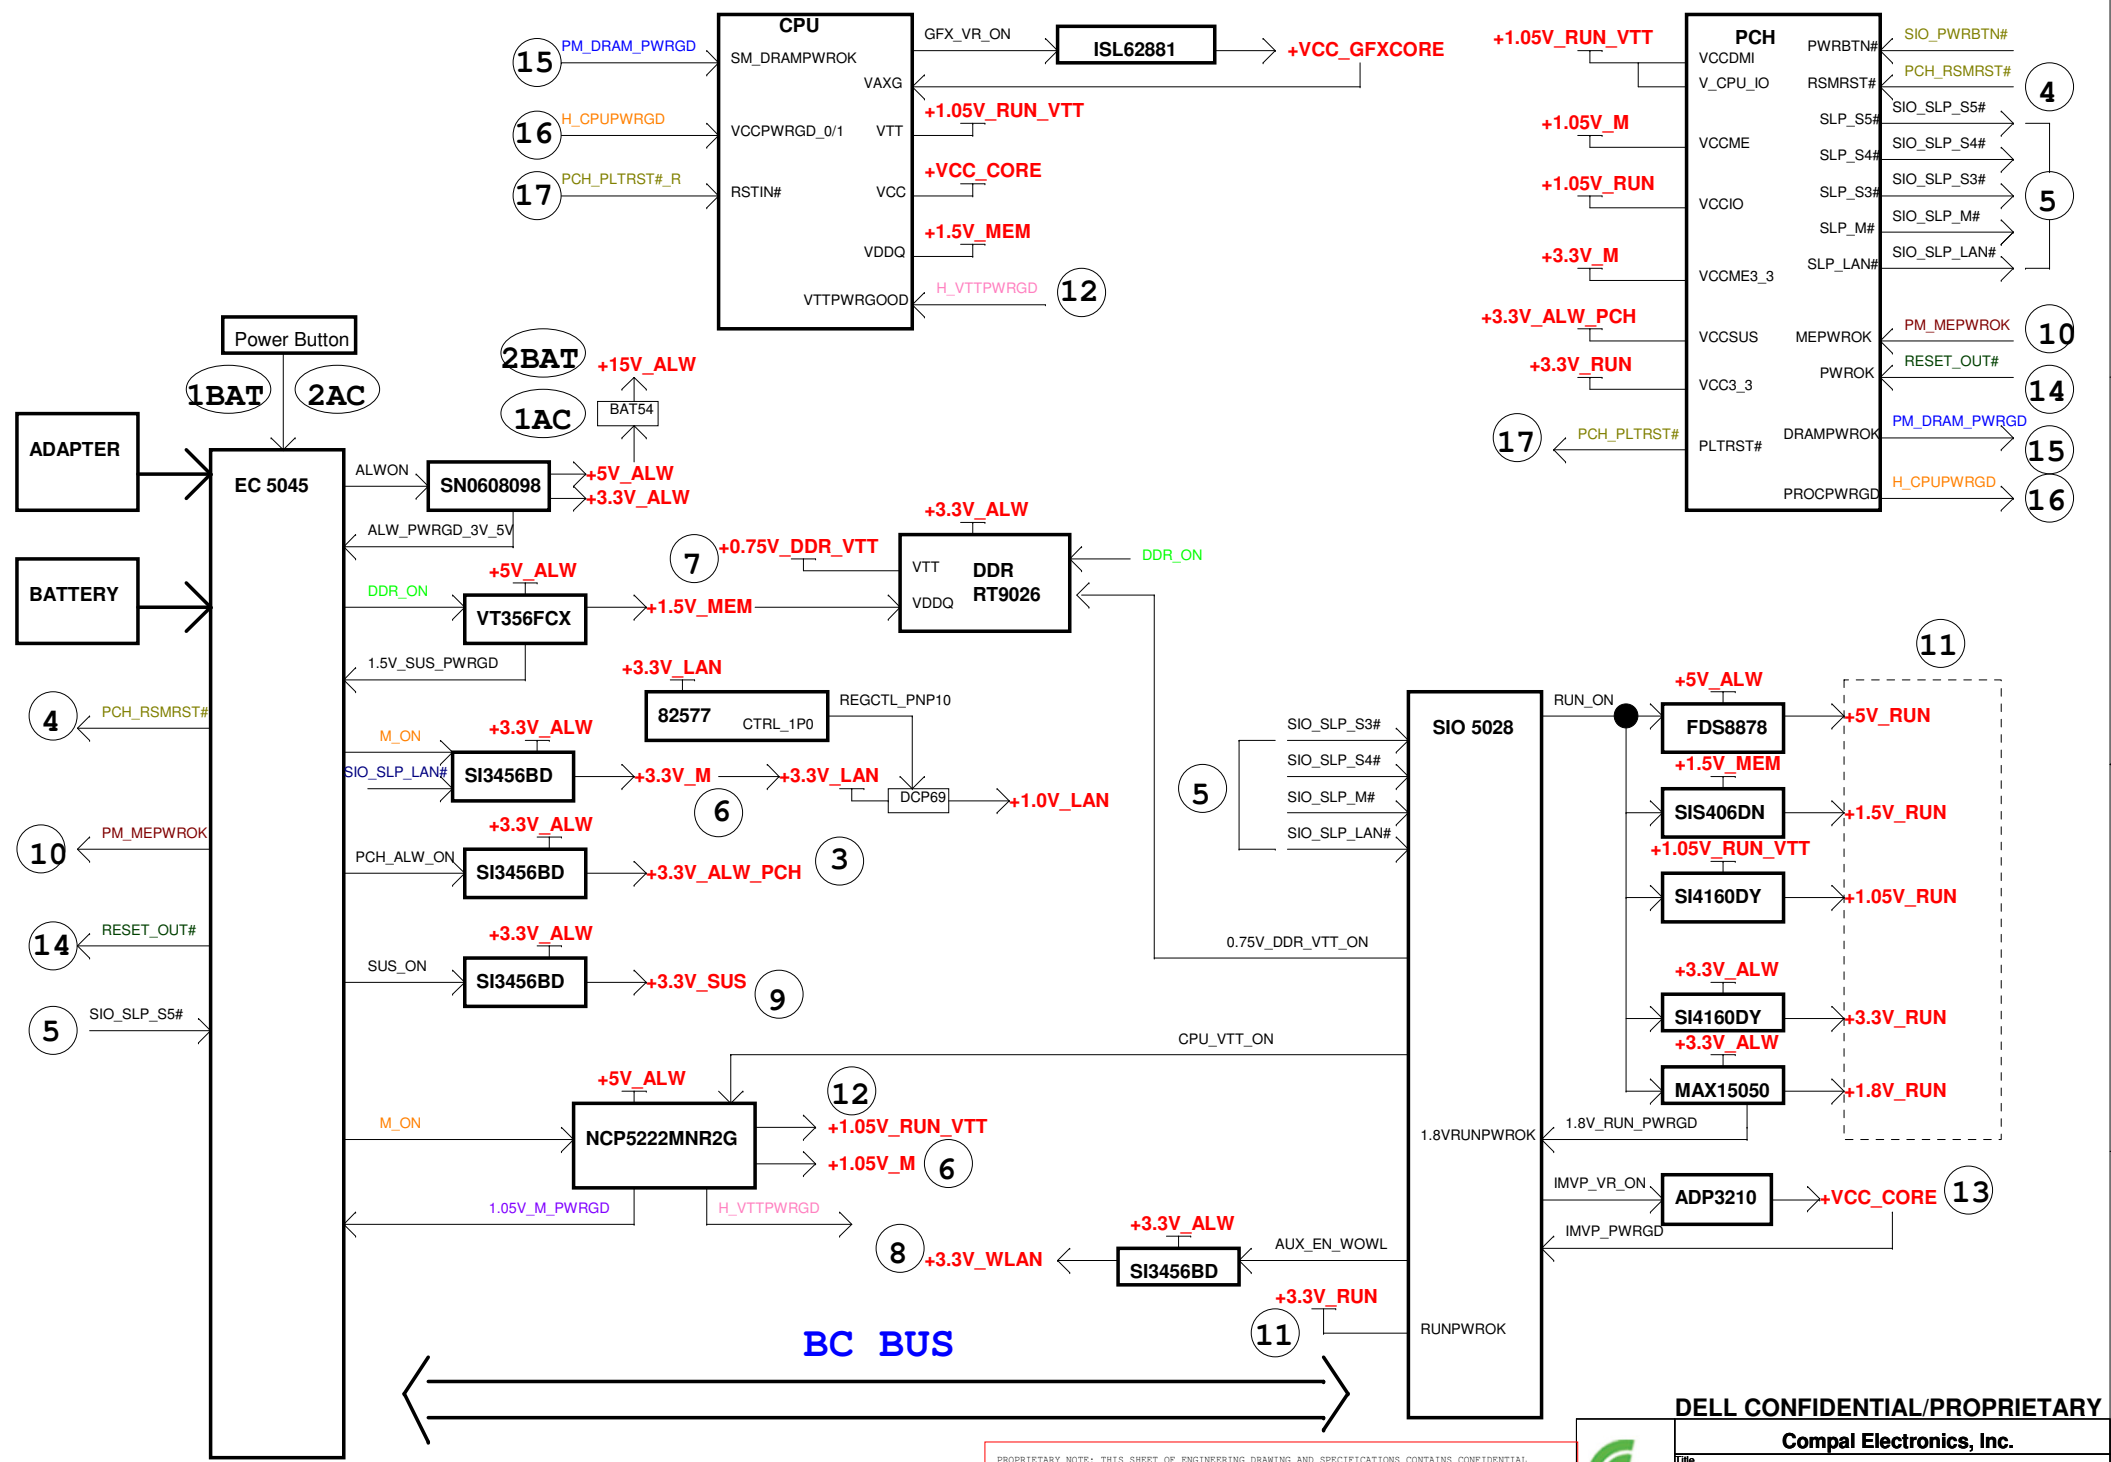 CPU
15
PM_DRAM_PWRGD
SM_DRAMPWROK
16
H_CPUPWRGD
VCCPWRGD_0/1
17
PCH_PLTRST#_R
RSTIN#
GFX_VR_ON
ISL62881
+VCC_GFXCORE
VAXG
+1.05V_RUN_VTT
VTT
+VCC_CORE
VCC
+1.5V_MEM
VDDQ
H_VTTPWRGD
VTTPWRGOOD
12
PCH
+1.05V_RUN_VTT
VCCDMI
V_CPU_IO
+1.05V_M
VCCME
+1.05V_RUN
VCCIO
+3.3V_M
VCCME3_3
+3.3V_ALW_PCH
VCCSUS
+3.3V_RUN
VCC3_3
17
PCH_PLTRST#
PLTRST#
PWRBTN#
SIO_PWRBTN#
RSMRST#
PCH_RSMRST#
4
SLP_S5#
SIO_SLP_S5#
SLP_S4#
SIO_SLP_S4#
SLP_S3#
SIO_SLP_S3#
5
SLP_M#
SIO_SLP_M#
SLP_LAN#
SIO_SLP_LAN#
MEPWROK
PM_MEPWROK
10
PWROK
RESET_OUT#
14
DRAMPWROK
PM_DRAM_PWRGD
15
PROCPWRGD
H_CPUPWRGD
16
Power Button
1BAT
2AC
2BAT
1AC
+15V_ALW
BAT54
ADAPTER
BATTERY
EC 5045
ALWON
SN0608098
+5V_ALW
+3.3V_ALW
ALW_PWRGD_3V_5V
DDR_ON
+5V_ALW
VT356FCX
+1.5V_MEM
1.5V_SUS_PWRGD
7
+0.75V_DDR_VTT
+3.3V_ALW
VTT
DDR
RT9026
VDDQ
DDR_ON
4
PCH_RSMRST#
+3.3V_LAN
82577
CTRL_1P0
REGCTL_PNP10
M_ON
SIO_SLP_LAN#
+3.3V_ALW
SI3456BD
+3.3V_M
6
+3.3V_LAN
DCP69
+1.0V_LAN
10
PM_MEPWROK
PCH_ALW_ON
+3.3V_ALW
SI3456BD
+3.3V_ALW_PCH
3
14
RESET_OUT#
SUS_ON
+3.3V_ALW
SI3456BD
+3.3V_SUS
9
5
SIO_SLP_S5#
M_ON
+5V_ALW
NCP5222MNR2G
12
+1.05V_RUN_VTT
+1.05V_M
6
1.05V_M_PWRGD
H_VTTPWRGD
CPU_VTT_ON
0.75V_DDR_VTT_ON
5
SIO_SLP_S3#
SIO_SLP_S4#
SIO_SLP_M#
SIO_SLP_LAN#
SIO 5028
RUN_ON
11
+5V_ALW
FDS8878
+5V_RUN
+1.5V_MEM
SIS406DN
+1.5V_RUN
+1.05V_RUN_VTT
SI4160DY
+1.05V_RUN
+3.3V_ALW
SI4160DY
+3.3V_RUN
+3.3V_ALW
MAX15050
+1.8V_RUN
1.8VRUNPWROK
1.8V_RUN_PWRGD
IMVP_VR_ON
ADP3210
+VCC_CORE
13
IMVP_PWRGD
8
+3.3V_WLAN
+3.3V_ALW
SI3456BD
AUX_EN_WOWL
+3.3V_RUN
11
RUNPWROK
BC BUS
DELL CONFIDENTIAL/PROPRIETARY
Compal Electronics, Inc.
Title
PROPRIETARY NOTE: THIS SHEET OF ENGINEERING DRAWING AND SPECIFICATIONS CONTAINS CONFIDENTIAL